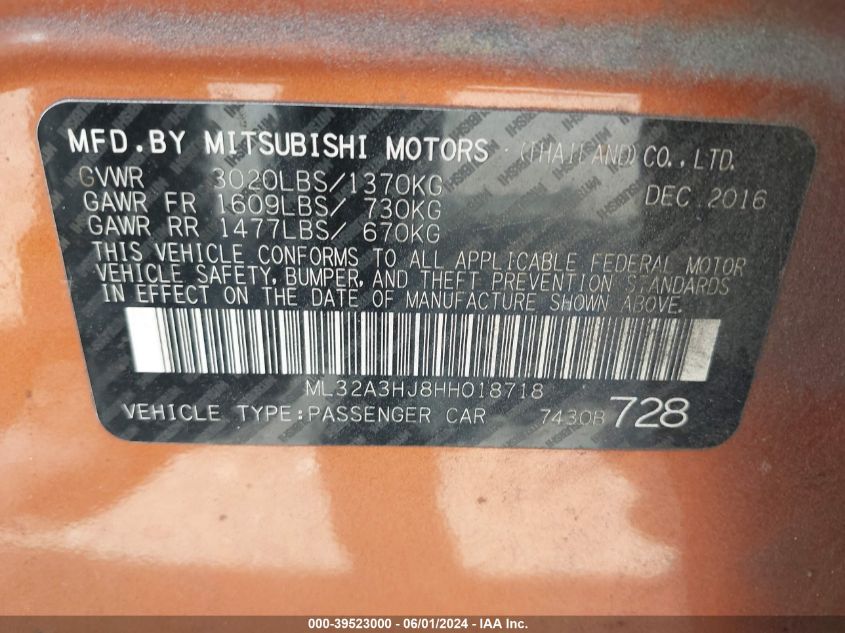 MFD.BY MITSUBISHI MOTORS (THAILAND) CO., LTD.
GVWR 3020LBS/1370KG DEC 2016
GAWR FR 1609LBS/ 730KG
GAWR RR 1477LBS/ 670KG
THIS VEHICLE CONFORMS TO ALL APPLICABLE FEDERAL MOTOR
VEHICLE SAFETY, BUMPER, AND THEFT PREVENTION STANDARDS
IN EFFECT ON THE DATE OF MANUFACTURE SHOWN ABOVE.
ML32A3HJ8HH018718
VEHICLE TYPE:PASSENGER CAR 7430B 728
000-39523000 - 06/01/2024 - IAAI Inc.